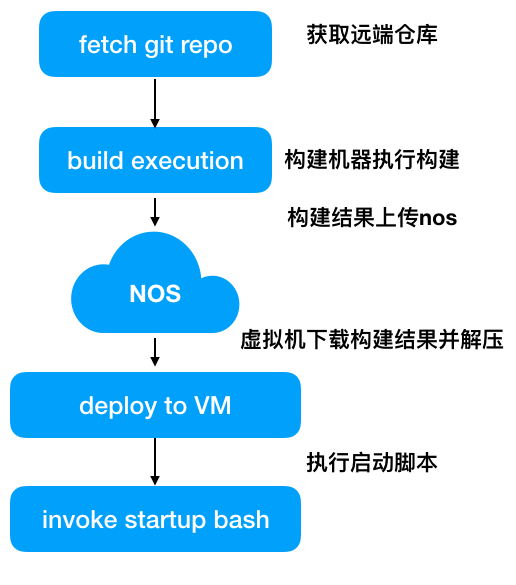 fetch git repo
获取远端仓库
build execution
构建机器执行构建
构建结果上传nos
NOS
虚拟机下载构建结果并解压
deploy to VM
执行启动脚本
invoke startup bash